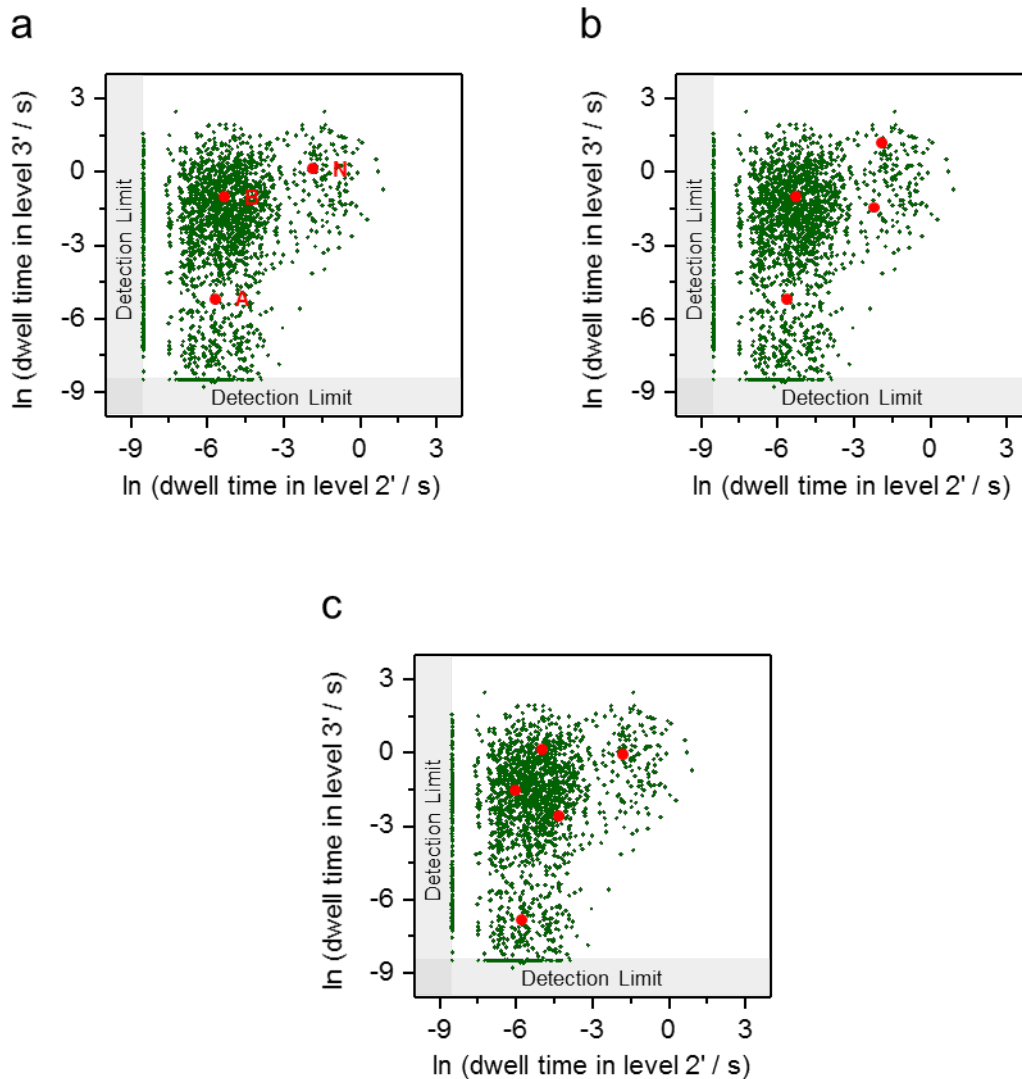 a
3
0
-3
-6
-9
ln (dwell time in level 3' / s)
Detection Limit
N
B
A
Detection Limit
-9 -6 -3 0 3
ln (dwell time in level 2' / s)
b
3
0
-3
-6
-9
ln (dwell time in level 3' / s)
Detection Limit
Detection Limit
-9 -6 -3 0 3
ln (dwell time in level 2' / s)
c
3
0
-3
-6
-9
ln (dwell time in level 3' / s)
Detection Limit
Detection Limit
-9 -6 -3 0 3
ln (dwell time in level 2' / s)